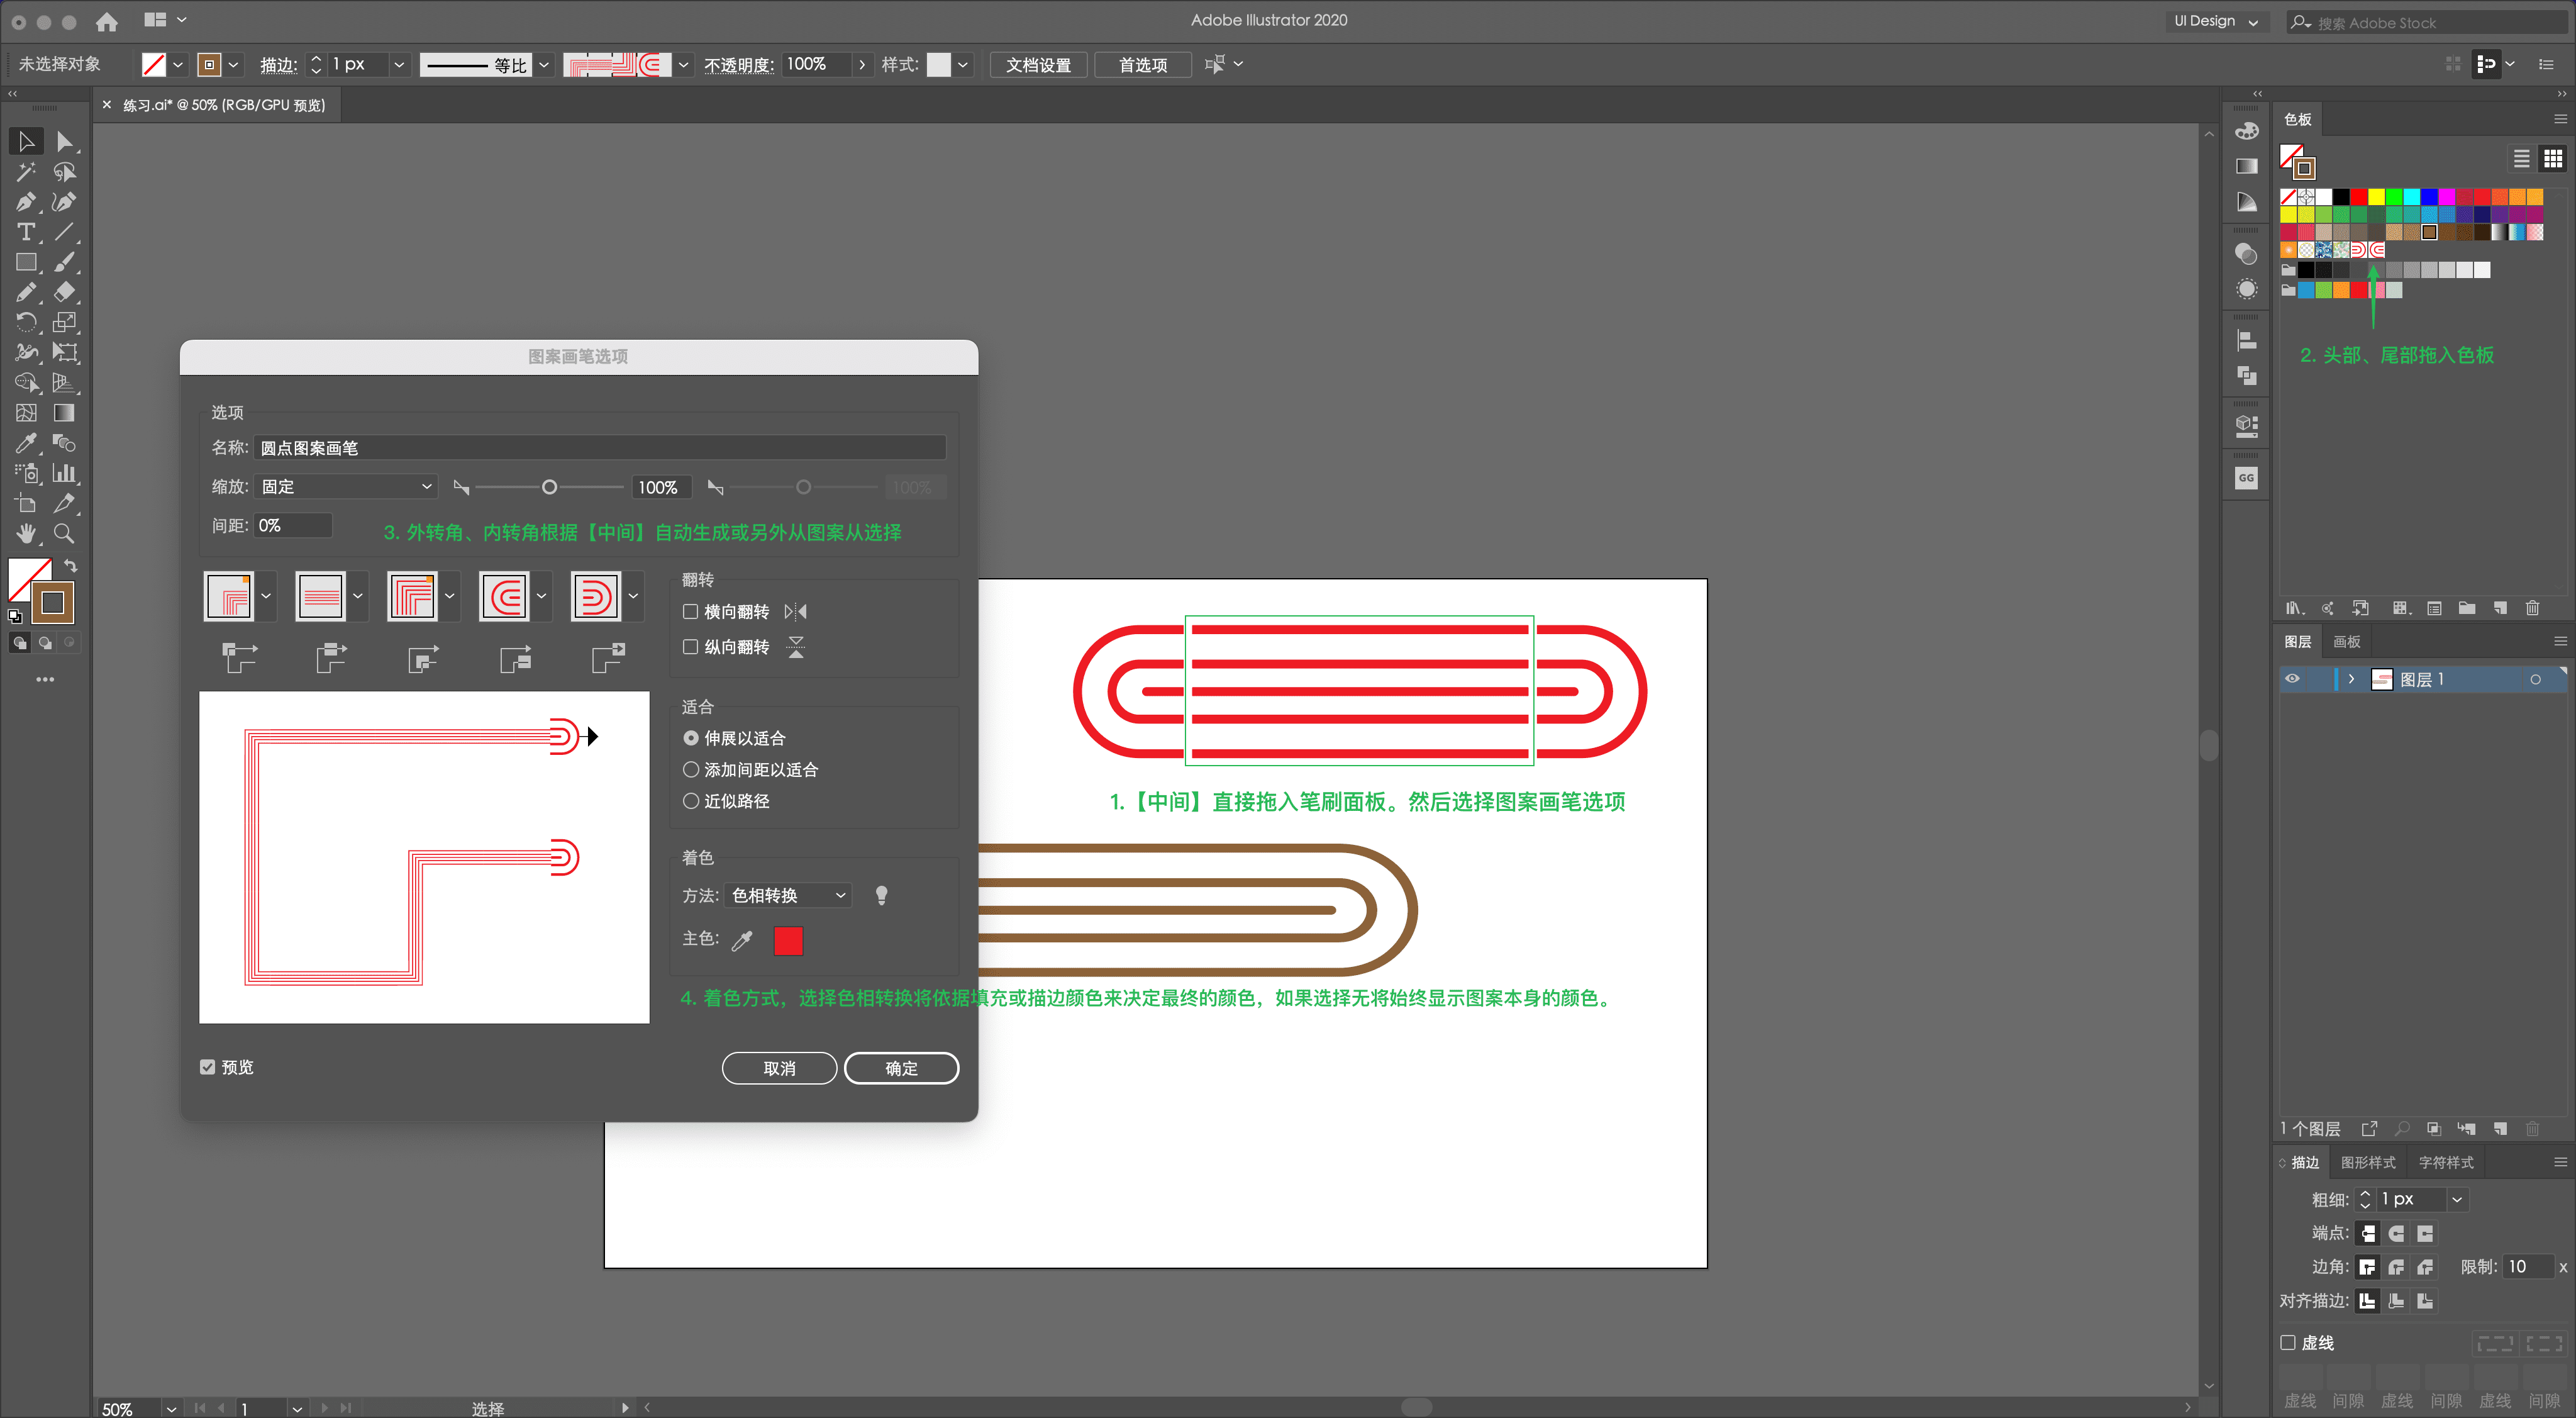 Adobe Illustrator 2020
UI Design
搜索 Adobe Stock
未选择对象
描边:
1 px
等比
不透明度:
100%
样式:
文档设置
首选项
练习.ai* @ 50% (RGB/GPU 预览)
色板
2. 头部、尾部拖入色板
GG
图案画笔选项
选项
名称: 圆点图案画笔
缩放: 固定
100%
100%
间距: 0%
3. 外转角、内转角根据【中间】自动生成或另外从图案从选择
翻转
横向翻转
纵向翻转
适合
伸展以适合
添加间距以适合
近似路径
着色
方法: 色相转换
主色:
1.【中间】直接拖入笔刷面板。然后选择图案画笔选项
4. 着色方式，选择色相转换将依据填充或描边颜色来决定最终的颜色，如果选择无将始终显示图案本身的颜色。
预览
取消
确定
图层
画板
图层 1
1 个图层
描边
图形样式
字符样式
粗细: 1 px
端点:
边角:
限制: 10 x
对齐描边:
虚线
虚线 间隙 虚线 间隙 虚线 间隙
50%
1
选择